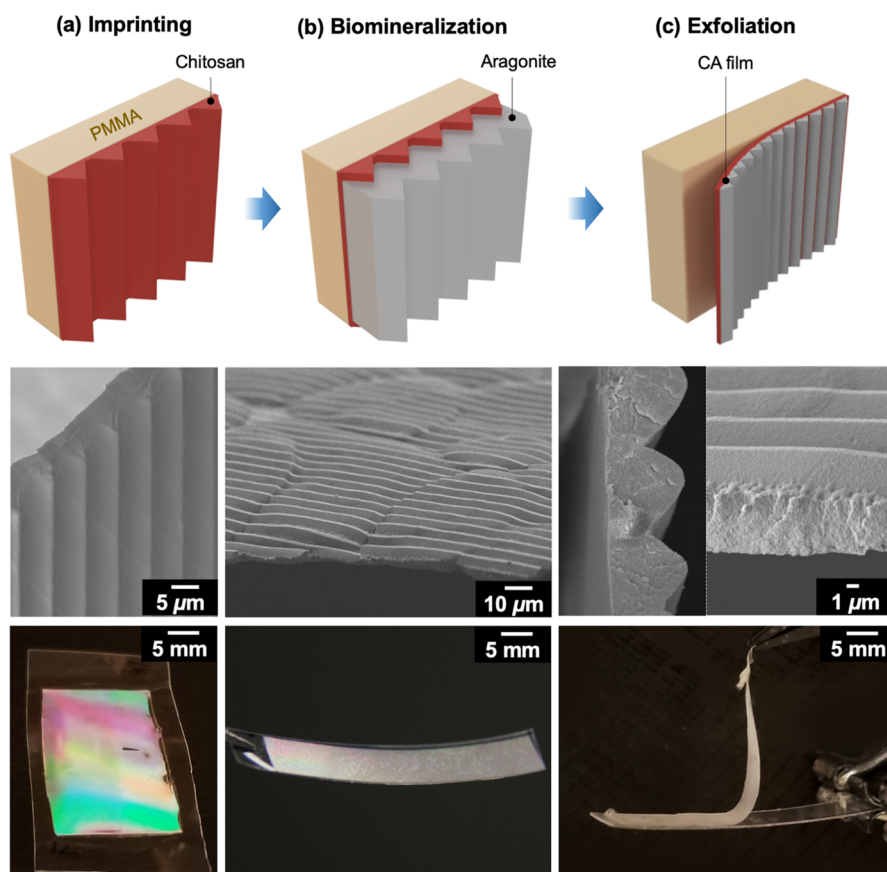 (a) Imprinting
(b) Biomineralization
(c) Exfoliation
Chitosan
Aragonite
CA film
PMMA
5 µm
10 µm
1 µm
5 mm
5 mm
5 mm